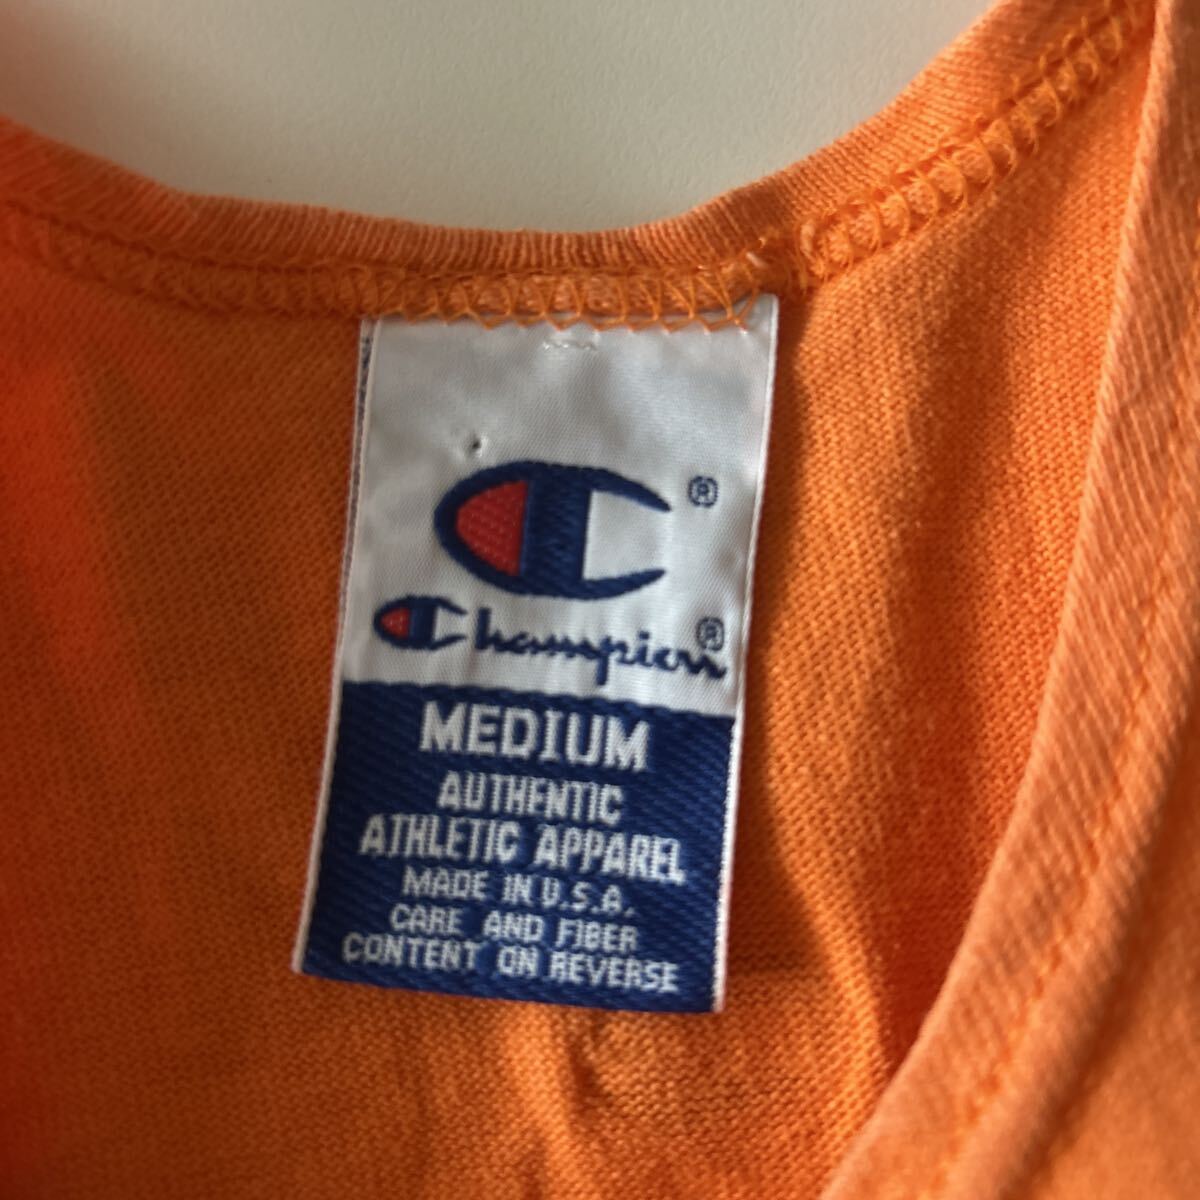 ®
Champion®
MEDIUM
AUTHENTIC
ATHLETIC APPAREL
MADE IN U.S.A.
CARE AND FIBER
CONTENT ON REVERSE